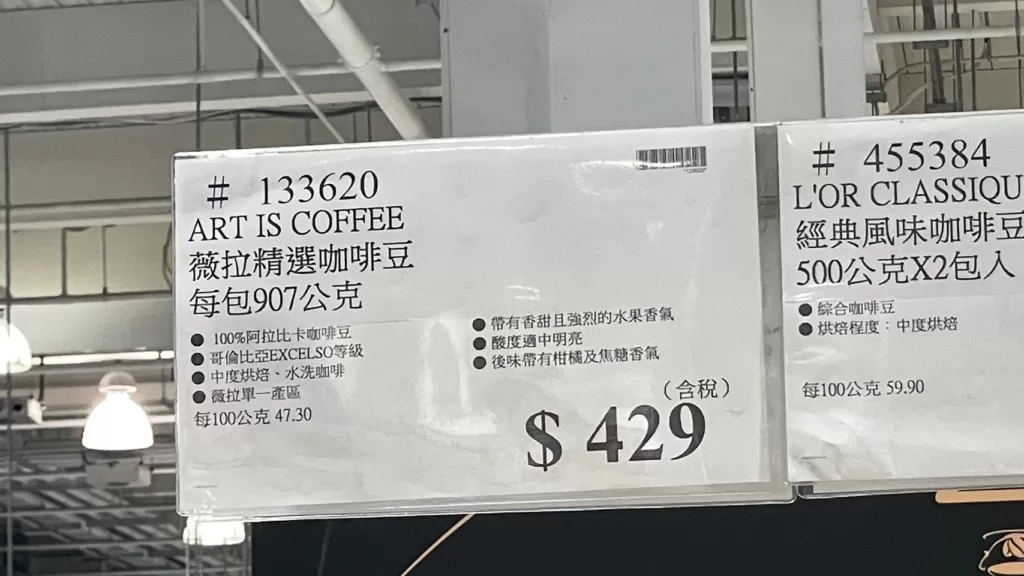 # 133620
ART IS COFFEE
薇拉精選咖啡豆
每包907公克
● 100%阿拉比卡咖啡豆
● 哥倫比亞EXCELSO等級
● 中度烘焙、水洗咖啡
● 薇拉單一產區
每100公克 47.30
● 帶有香甜且強烈的水果香氣
● 酸度適中明亮
● 後味帶有柑橘及焦糖香氣
（含稅）
$ 429
# 455384
L'OR CLASSIQU
經典風味咖啡豆
500公克X2包入
● 綜合咖啡豆
● 烘焙程度：中度烘焙
每100公克 59.90